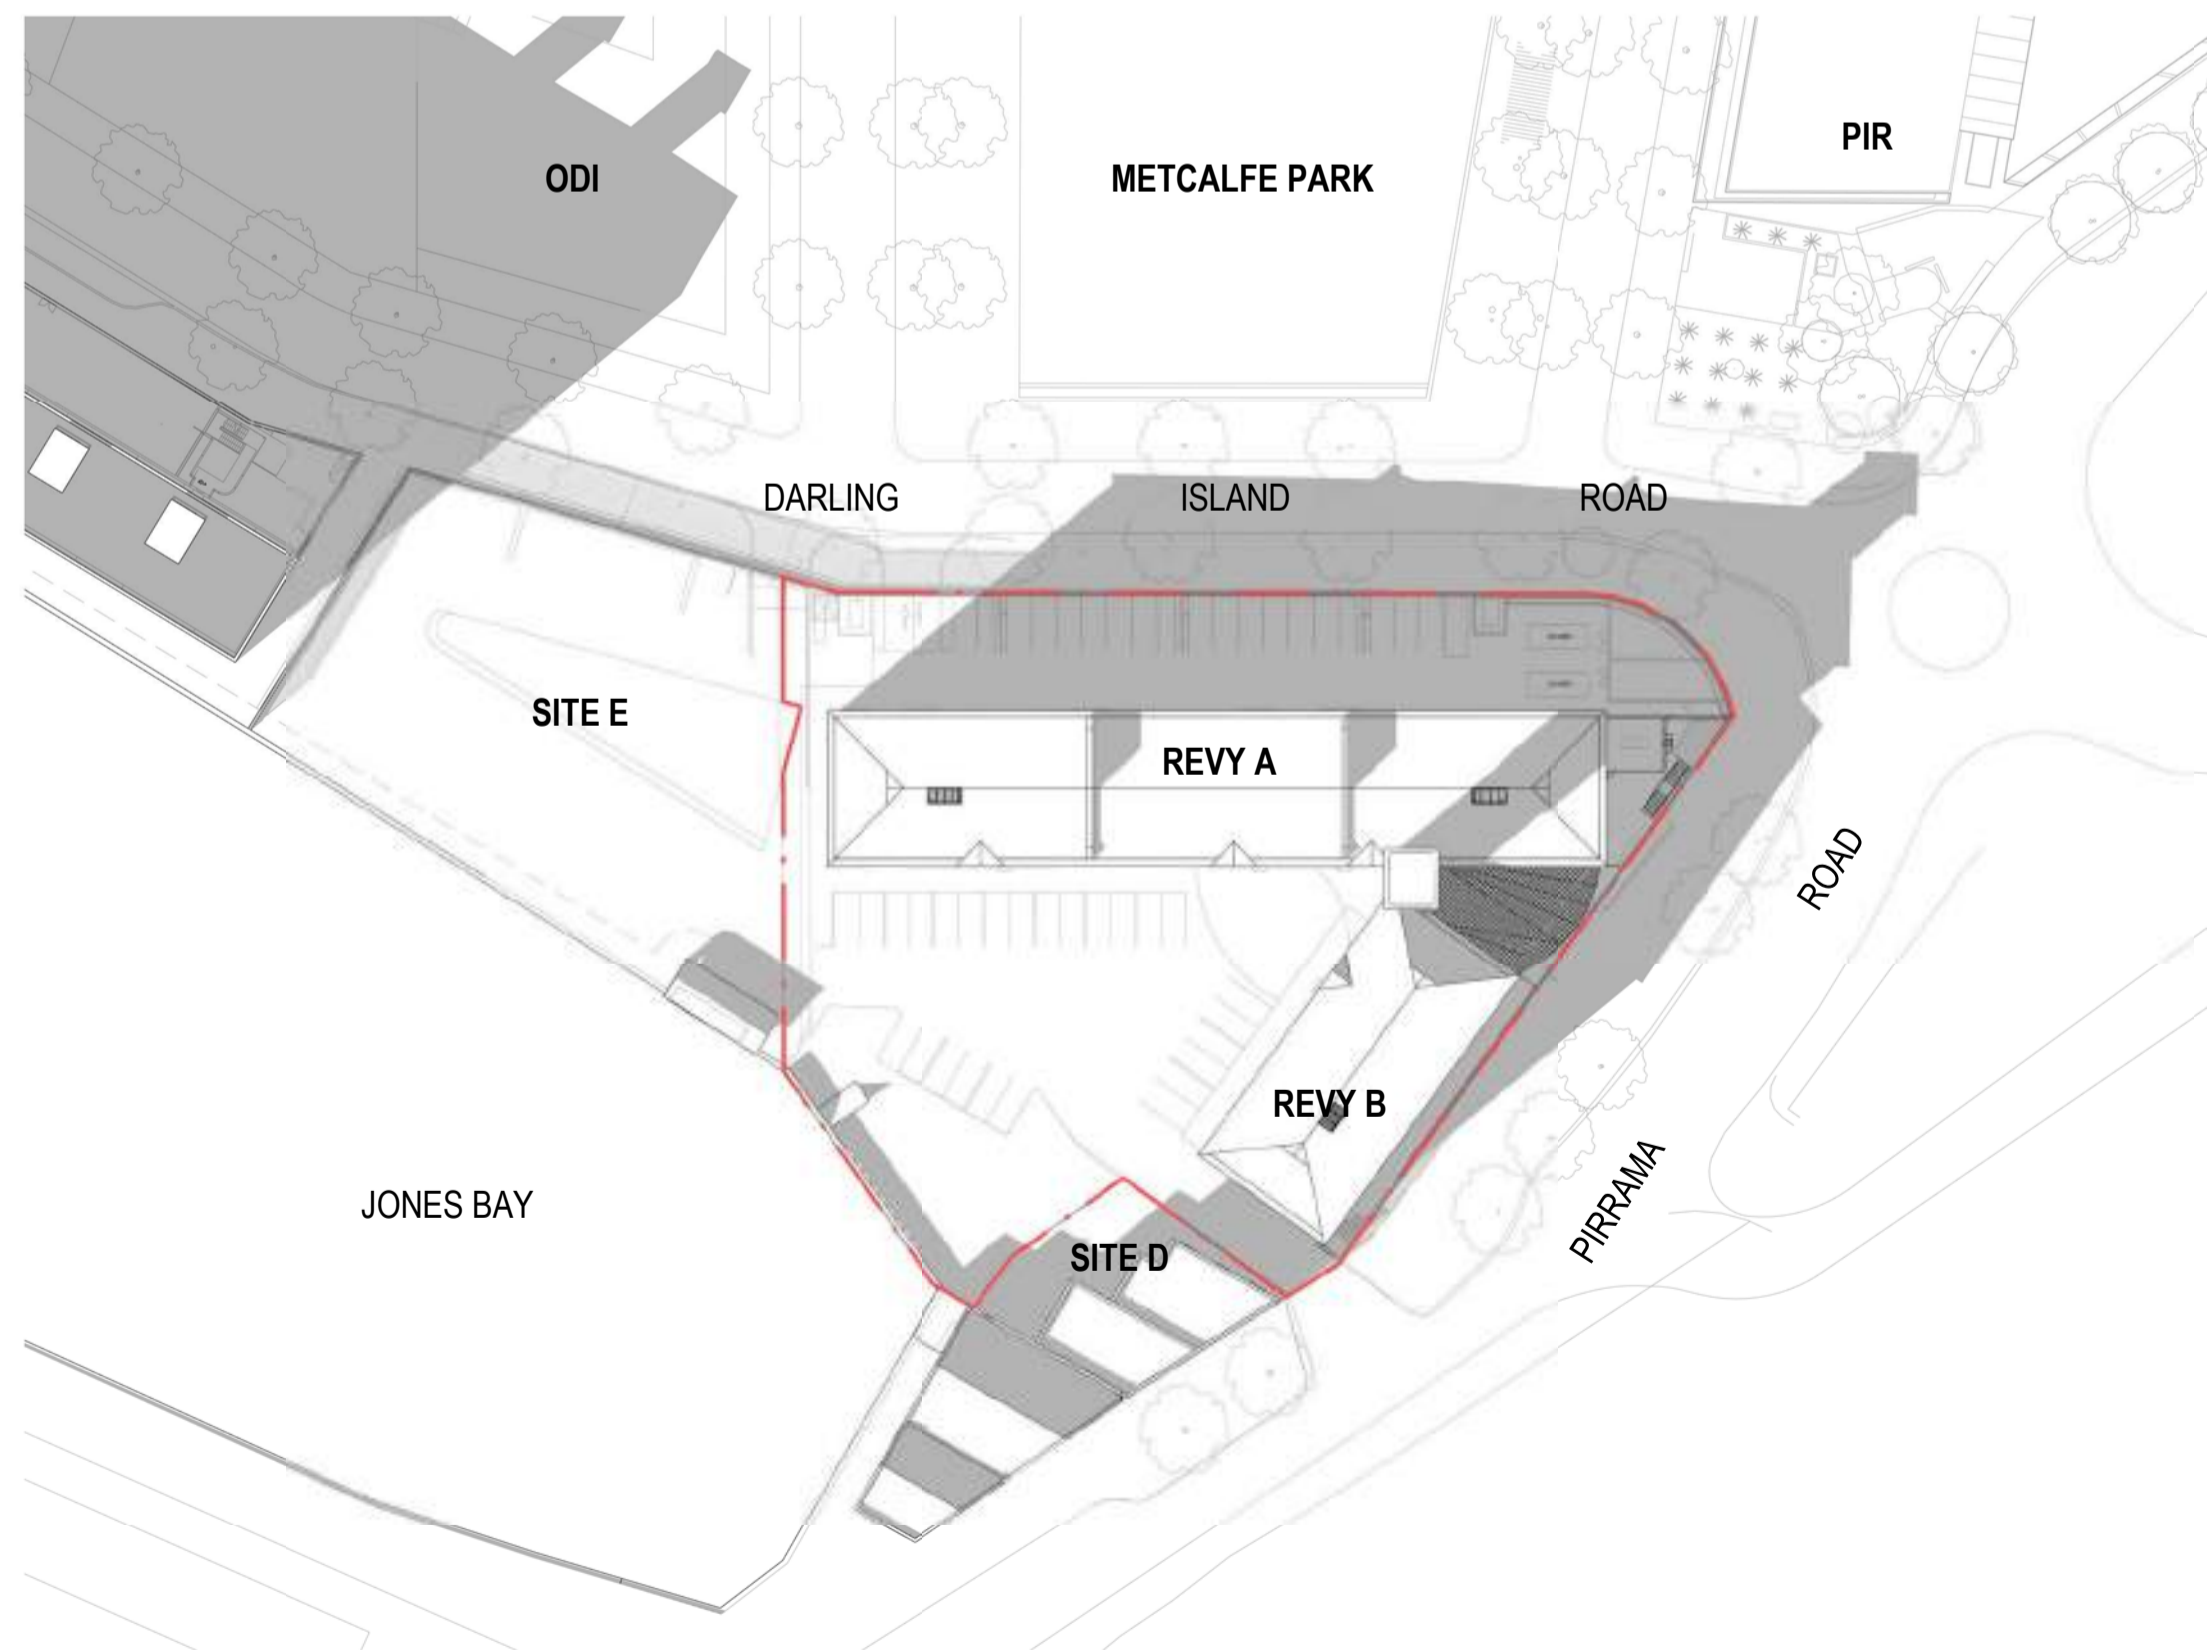 PIR
ODI
METCALFE PARK
DARLING ISLAND ROAD
SITE E
REVY A
ROAD
REVY B
PIRRAMA
JONES BAY
SITE D